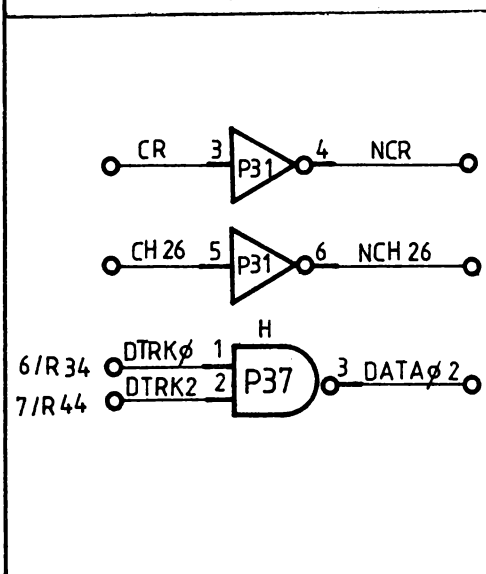 CR 3 P31 4 NCR
CH 26 5 P31 6 NCH 26
H
6/R 34 DTRKØ 1
P37 3 DATAØ 2
7/R 44 DTRK2 2